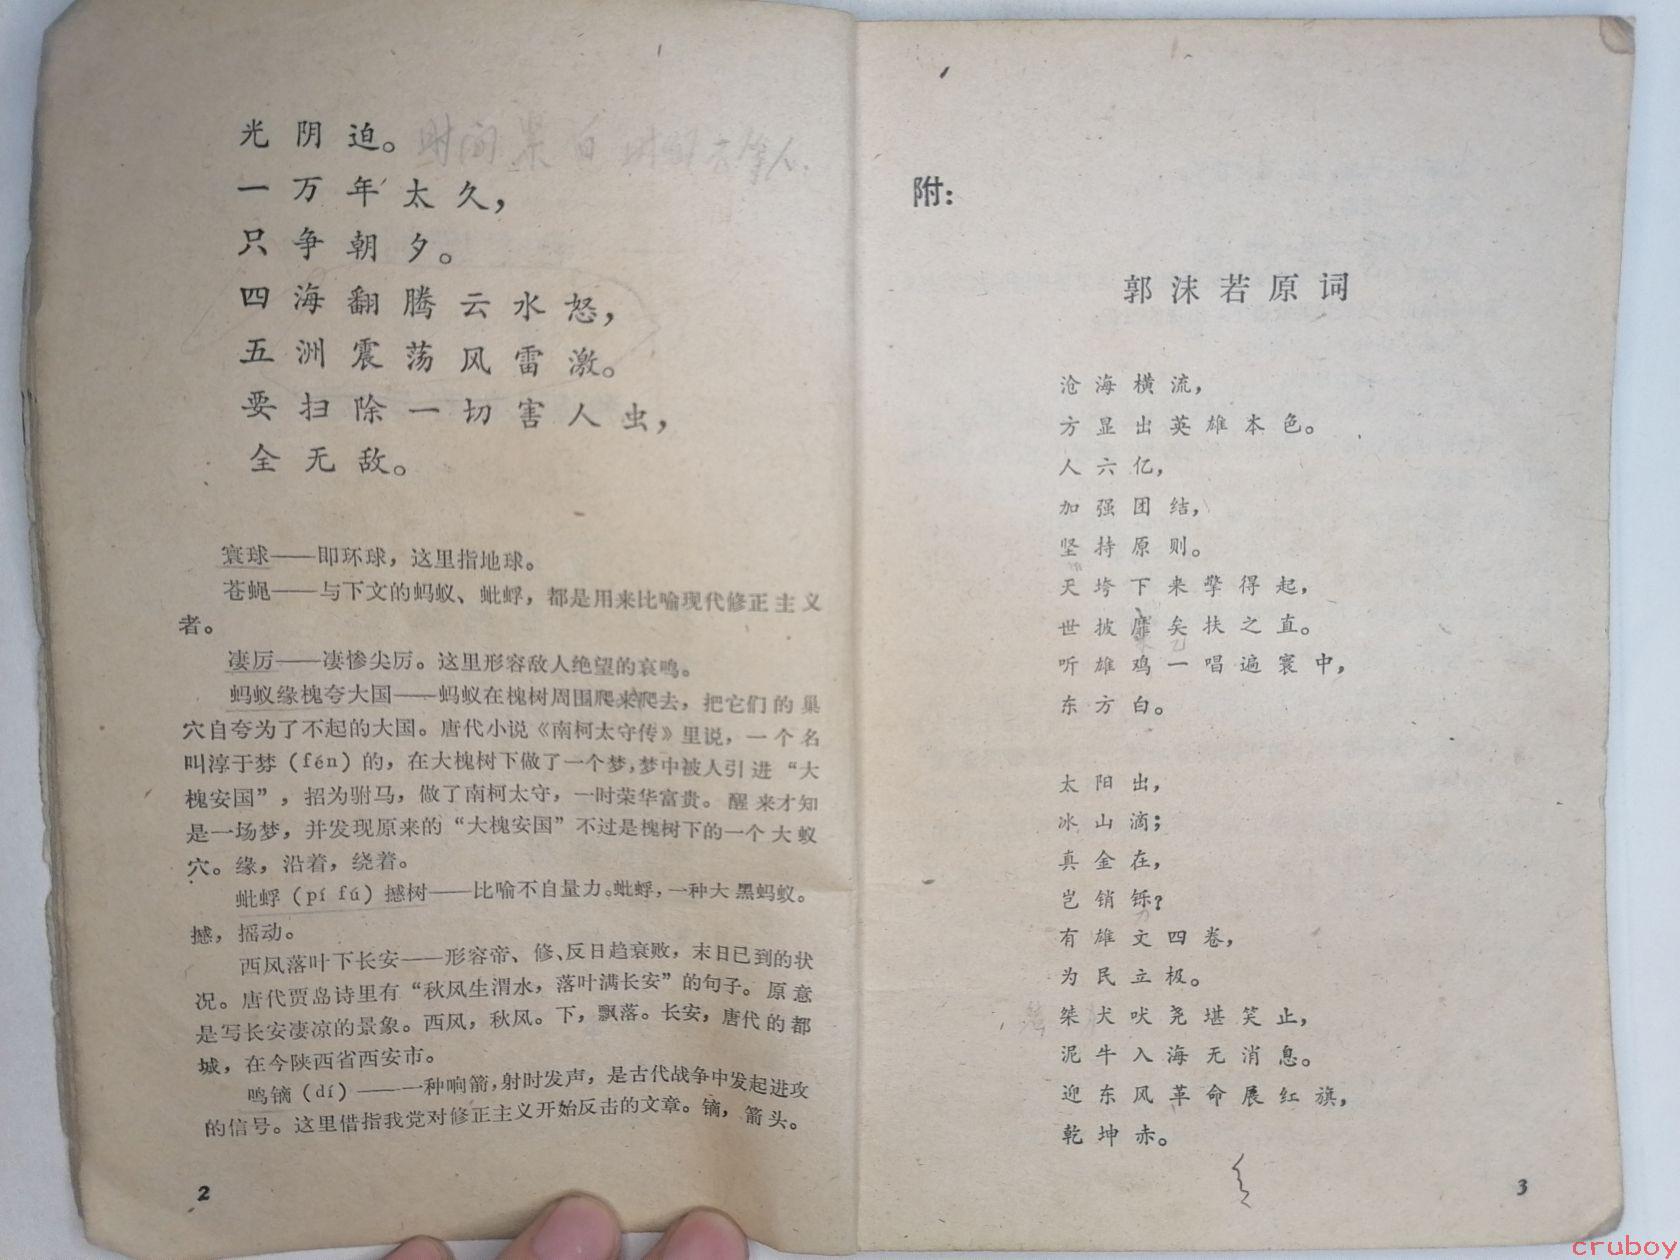 光阴迫。
一万年太久，
只争朝夕。
四海翻腾云水怒，
五洲震荡风雷激。
要扫除一切害人虫，
全无敌。
寰球——即环球，这里指地球。
苍蝇——与下文的蚂蚁、蚍蜉，都是用来比喻现代修正主义
者。
凄厉——凄惨尖厉。这里形容敌人绝望的哀鸣。
蚂蚁缘槐夸大国——蚂蚁在槐树周围爬来爬去，把它们的巢
穴自夸为了不起的大国。唐代小说《南柯太守传》里说，一个名
叫淳于棼（fén）的，在大槐树下做了一个梦，梦中被人引进“大
槐安国”，招为驸马，做了南柯太守，一时荣华富贵。醒来才知
是一场梦，并发现原来的“大槐安国”不过是槐树下的一个大蚁
穴。缘，沿着，绕着。
蚍蜉（pí fú）撼树——比喻不自量力。蚍蜉，一种大黑蚂蚁。
撼，摇动。
西风落叶下长安——形容帝、修、反日趋衰败，末日已到的状
况。唐代贾岛诗里有“秋风生渭水，落叶满长安”的句子。原意
是写长安凄凉的景象。西风，秋风。下，飘落。长安，唐代的都
城，在今陕西省西安市。
鸣镝（dí）——一种响箭，射时发声，是古代战争中发起进攻
的信号。这里借指我党对修正主义开始反击的文章。镝，箭头。
2
附：
郭沫若原词
沧海横流，
方显出英雄本色。
人六亿，
加强团结，
坚持原则。
天垮下来擎得起，
世披靡矣扶之直。
听雄鸡一唱遍寰中，
东方白。
太阳出，
冰山滴；
真金在，
岂销铄？
有雄文四卷，
为民立极。
桀犬吠尧堪笑止，
泥牛入海无消息。
迎东风革命展红旗，
乾坤赤。
3
cruboy